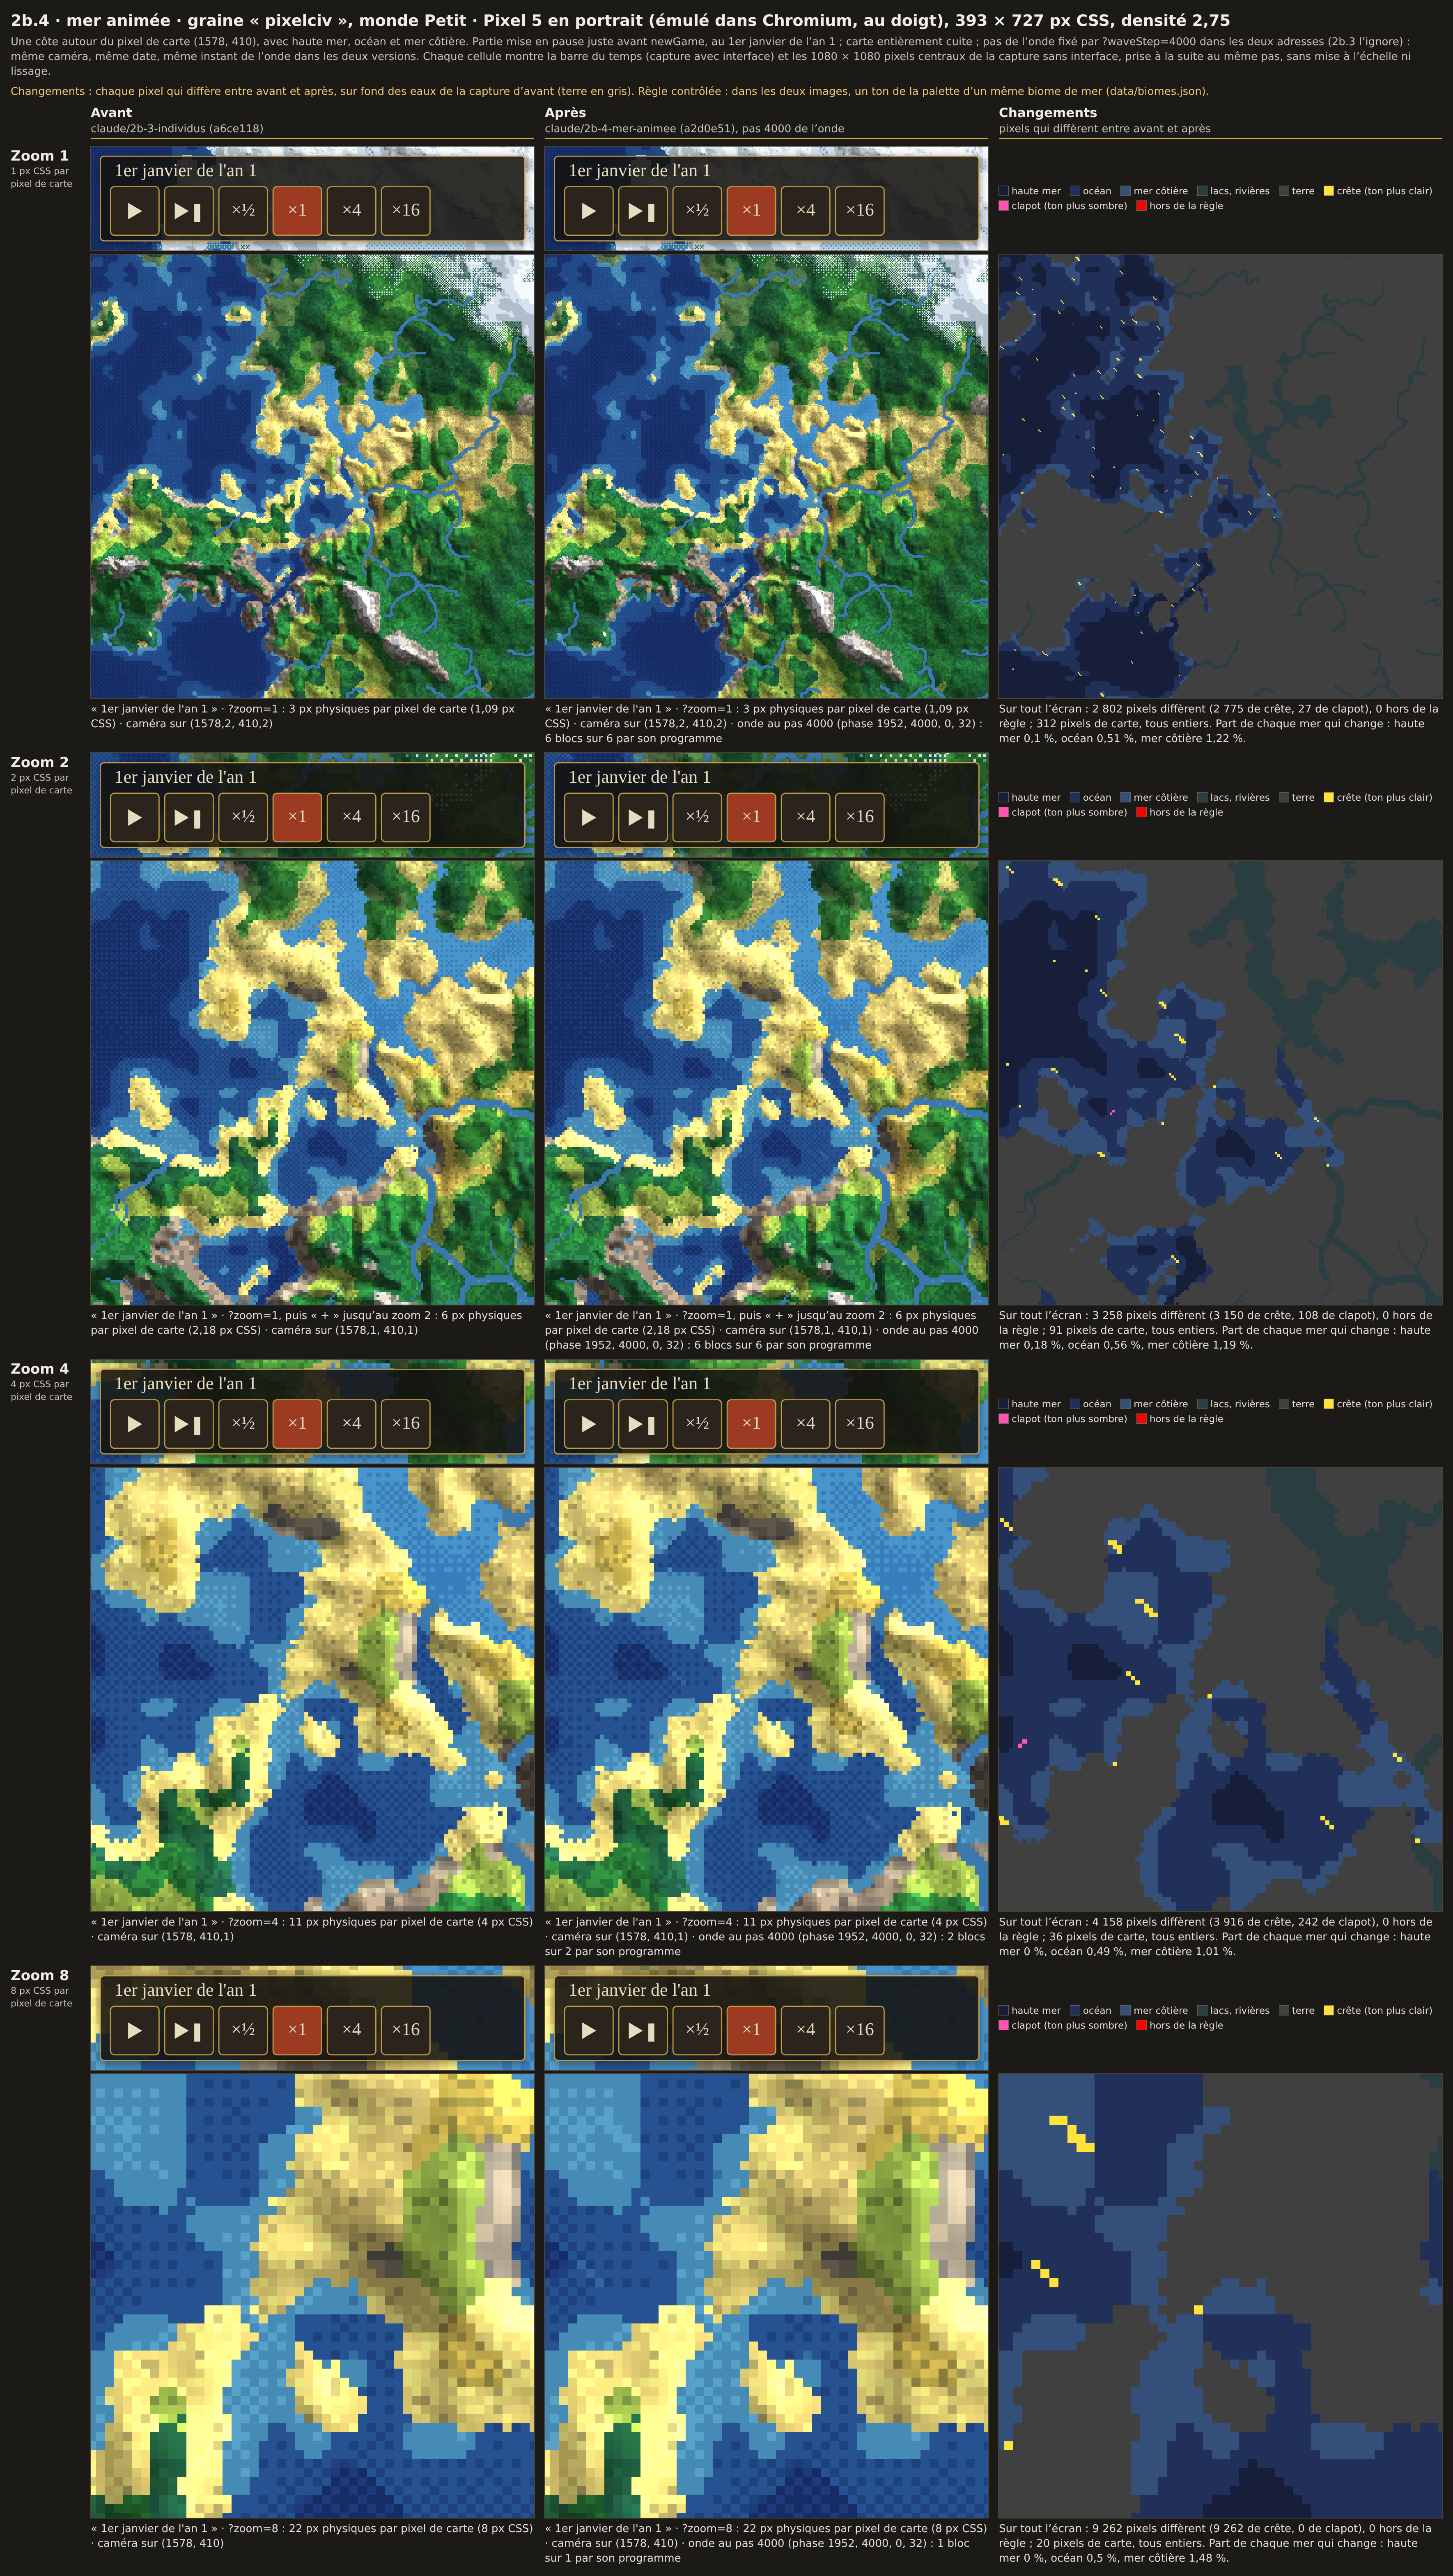 2b.4 · mer animée · graine « pixelciv », monde Petit · Pixel 5 en portrait (émulé dans Chromium, au doigt), 393 × 727 px CSS, densité 2,75
Une côte autour du pixel de carte (1578, 410), avec haute mer, océan et mer côtière. Partie mise en pause juste avant newGame, au 1er janvier de l’an 1 ; carte entièrement cuite ; pas de l’onde fixé par ?waveStep=4000 dans les deux adresses (2b.3 l’ignore) :
même caméra, même date, même instant de l’onde dans les deux versions. Chaque cellule montre la barre du temps (capture avec interface) et les 1080 × 1080 pixels centraux de la capture sans interface, prise à la suite au même pas, sans mise à l’échelle ni
lissage.
Changements : chaque pixel qui diffère entre avant et après, sur fond des eaux de la capture d’avant (terre en gris). Règle contrôlée : dans les deux images, un ton de la palette d’un même biome de mer (data/biomes.json).
Avant
claude/2b-3-individus (a6ce118)
Après
claude/2b-4-mer-animee (a2d0e51), pas 4000 de l’onde
Changements
pixels qui diffèrent entre avant et après
Zoom 1
1 px CSS par
pixel de carte
1er janvier de l'an 1
×½ ×1 ×4 ×16
1er janvier de l'an 1
×½ ×1 ×4 ×16
haute mer océan mer côtière lacs, rivières terre crête (ton plus clair)
clapot (ton plus sombre) hors de la règle
« 1er janvier de l'an 1 » · ?zoom=1 : 3 px physiques par pixel de carte (1,09 px
CSS) · caméra sur (1578,2, 410,2)
« 1er janvier de l'an 1 » · ?zoom=1 : 3 px physiques par pixel de carte (1,09 px
CSS) · caméra sur (1578,2, 410,2) · onde au pas 4000 (phase 1952, 4000, 0, 32) :
6 blocs sur 6 par son programme
Sur tout l’écran : 2 802 pixels diffèrent (2 775 de crête, 27 de clapot), 0 hors de la
règle ; 312 pixels de carte, tous entiers. Part de chaque mer qui change : haute
mer 0,1 %, océan 0,51 %, mer côtière 1,22 %.
Zoom 2
2 px CSS par
pixel de carte
1er janvier de l'an 1
×½ ×1 ×4 ×16
1er janvier de l'an 1
×½ ×1 ×4 ×16
haute mer océan mer côtière lacs, rivières terre crête (ton plus clair)
clapot (ton plus sombre) hors de la règle
« 1er janvier de l'an 1 » · ?zoom=1, puis « + » jusqu’au zoom 2 : 6 px physiques
par pixel de carte (2,18 px CSS) · caméra sur (1578,1, 410,1)
« 1er janvier de l'an 1 » · ?zoom=1, puis « + » jusqu’au zoom 2 : 6 px physiques
par pixel de carte (2,18 px CSS) · caméra sur (1578,1, 410,1) · onde au pas 4000
(phase 1952, 4000, 0, 32) : 6 blocs sur 6 par son programme
Sur tout l’écran : 3 258 pixels diffèrent (3 150 de crête, 108 de clapot), 0 hors de
la règle ; 91 pixels de carte, tous entiers. Part de chaque mer qui change : haute
mer 0,18 %, océan 0,56 %, mer côtière 1,19 %.
Zoom 4
4 px CSS par
pixel de carte
1er janvier de l'an 1
×½ ×1 ×4 ×16
1er janvier de l'an 1
×½ ×1 ×4 ×16
haute mer océan mer côtière lacs, rivières terre crête (ton plus clair)
clapot (ton plus sombre) hors de la règle
« 1er janvier de l'an 1 » · ?zoom=4 : 11 px physiques par pixel de carte (4 px CSS)
· caméra sur (1578, 410,1)
« 1er janvier de l'an 1 » · ?zoom=4 : 11 px physiques par pixel de carte (4 px CSS)
· caméra sur (1578, 410,1) · onde au pas 4000 (phase 1952, 4000, 0, 32) : 2 blocs
sur 2 par son programme
Sur tout l’écran : 4 158 pixels diffèrent (3 916 de crête, 242 de clapot), 0 hors de
la règle ; 36 pixels de carte, tous entiers. Part de chaque mer qui change : haute
mer 0 %, océan 0,49 %, mer côtière 1,01 %.
Zoom 8
8 px CSS par
pixel de carte
1er janvier de l'an 1
×½ ×1 ×4 ×16
1er janvier de l'an 1
×½ ×1 ×4 ×16
haute mer océan mer côtière lacs, rivières terre crête (ton plus clair)
clapot (ton plus sombre) hors de la règle
« 1er janvier de l'an 1 » · ?zoom=8 : 22 px physiques par pixel de carte (8 px CSS)
· caméra sur (1578, 410)
« 1er janvier de l'an 1 » · ?zoom=8 : 22 px physiques par pixel de carte (8 px CSS)
· caméra sur (1578, 410) · onde au pas 4000 (phase 1952, 4000, 0, 32) : 1 bloc
sur 1 par son programme
Sur tout l’écran : 9 262 pixels diffèrent (9 262 de crête, 0 de clapot), 0 hors de la
règle ; 20 pixels de carte, tous entiers. Part de chaque mer qui change : haute
mer 0 %, océan 0,5 %, mer côtière 1,48 %.